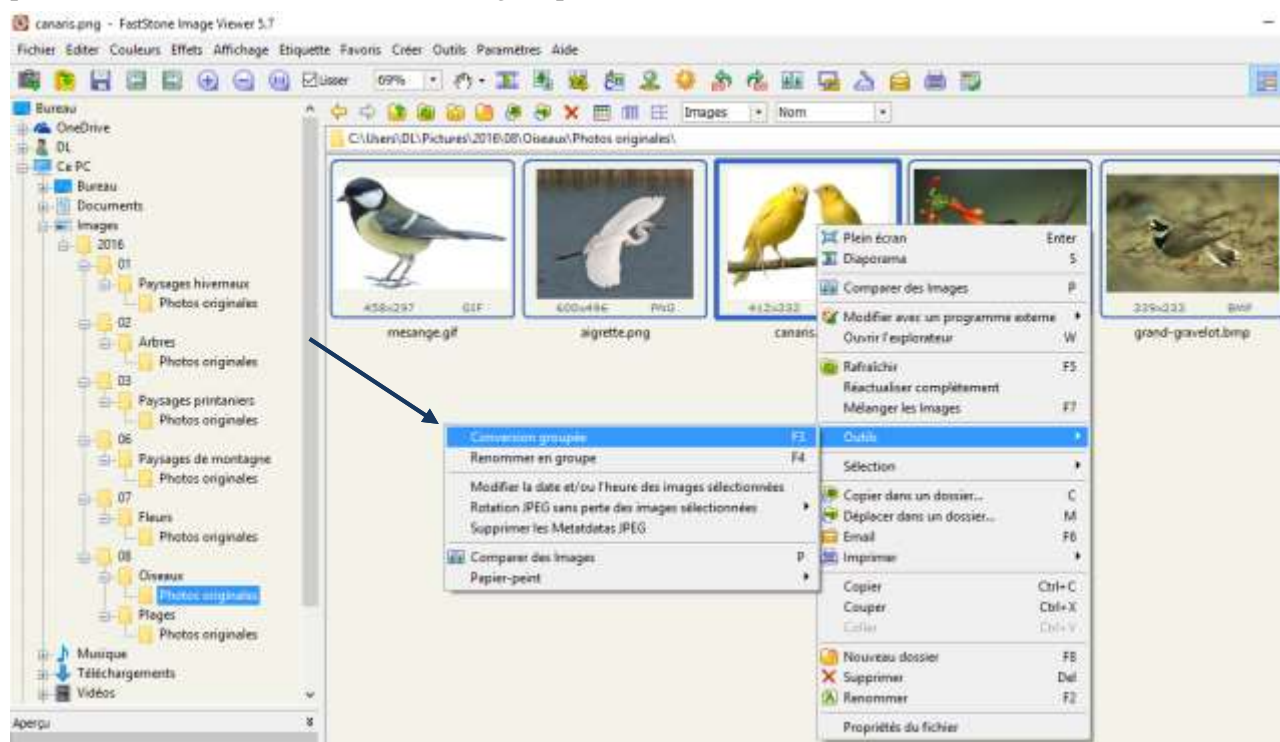 canaris.png - FastStone Image Viewer 5.7
Fichier Editer Couleurs Effets Affichage Etiquette Favoris Créer Outils Paramètres Aide
Lisser 69%
Images Nom
C:\Users\DL\Pictures\2016\08\Oiseaux\Photos originales\
Bureau
OneDrive
DL
Ce PC
Bureau
Documents
Images
2016
01
Paysages hivernaux
Photos originales
02
Arbres
Photos originales
03
Paysages printaniers
Photos originales
06
Paysages de montagne
Photos originales
07
Fleurs
Photos originales
08
Oiseaux
Photos originales
Plages
Photos originales
Musique
Téléchargements
Vidéos
Aperçu
458x297 GIF
mesange.gif
600x496 PNG
aigrette.png
412x332
canaris.
339x233 BMP
grand-gravelot.bmp
Plein écran Enter
Diaporama S
Comparer des Images P
Modifier avec un programme externe
Ouvrir l'explorateur W
Rafraîchir F5
Réactualiser complètement
Mélanger les Images F7
Outils
Sélection
Copier dans un dossier... C
Déplacer dans un dossier... M
Email F6
Imprimer
Copier Ctrl+C
Couper Ctrl+X
Coller Ctrl+V
Nouveau dossier F8
Supprimer Del
Renommer F2
Propriétés du fichier
Conversion groupée F3
Renommer en groupe F4
Modifier la date et/ou l'heure des images sélectionnées
Rotation JPEG sans perte des images sélectionnées
Supprimer les Metatdatas JPEG
Comparer des Images P
Papier-peint